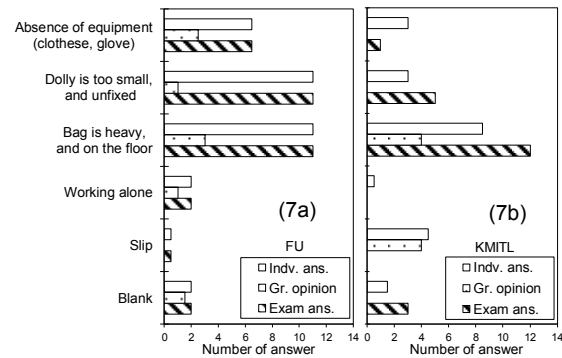 Absence of equipment
(clothese, glove)
Dolly is too small,
and unfixed
Bag is heavy,
and on the floor
Working alone
Slip
Blank
(7a)
FU
Indv. ans.
Gr. opinion
Exam ans.
0 2 4 6 8 10 12 14
Number of answer
(7b)
KMITL
Indv. ans.
Gr. opinion
Exam ans.
0 2 4 6 8 10 12 14
Number of answer